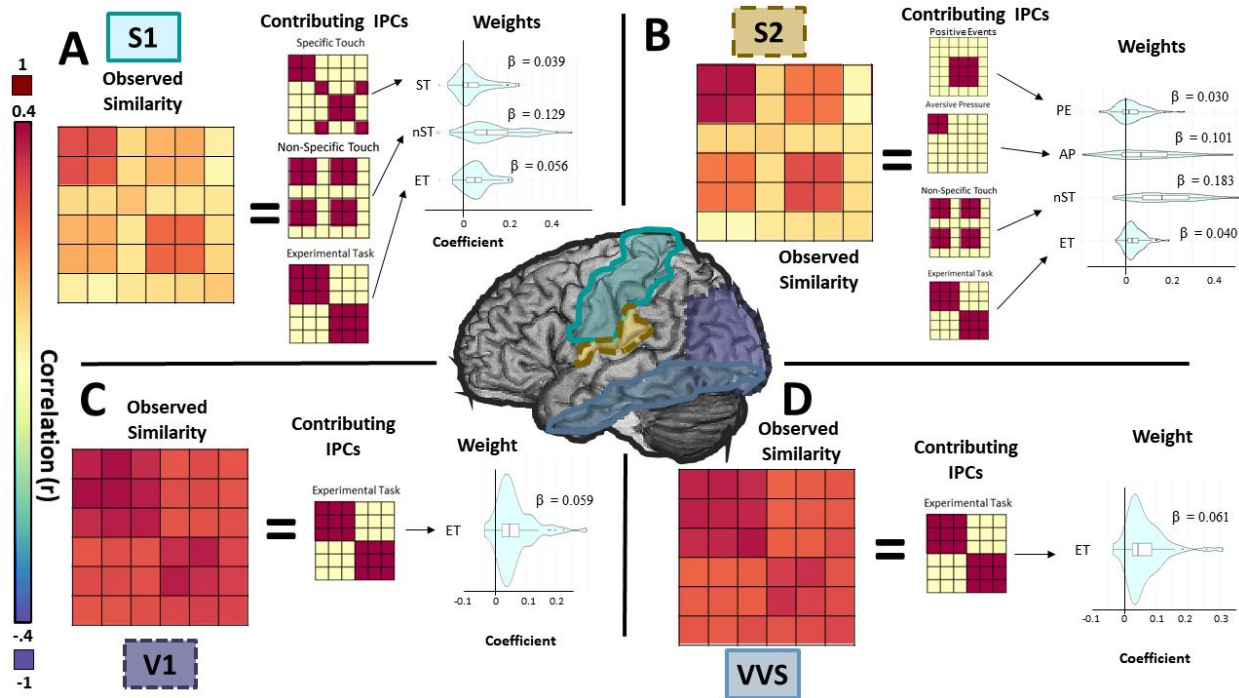 A
S1
Observed
Similarity
Contributing IPCs
Specific Touch
Non-Specific Touch
Experimental Task
Weights
ST
β = 0.039
nST
β = 0.129
ET
β = 0.056
0 0.2 0.4
Coefficient
B
S2
Observed
Similarity
Contributing IPCs
Positive Events
Aversive Pressure
Non-Specific Touch
Experimental Task
Weights
PE
β = 0.030
AP
β = 0.101
nST
β = 0.183
ET
β = 0.040
0 0.2 0.4
Coefficient
1
0.4
Correlation (r)
-.4
-1
C
Observed
Similarity
V1
Contributing
IPCs
Experimental Task
Weight
ET
β = 0.059
-0.1 0 0.1 0.2
Coefficient
D
Observed
Similarity
VVS
Contributing
IPCs
Experimental Task
Weight
ET
β = 0.061
-0.1 0 0.1 0.2 0.3
Coefficient
=
=
=
=